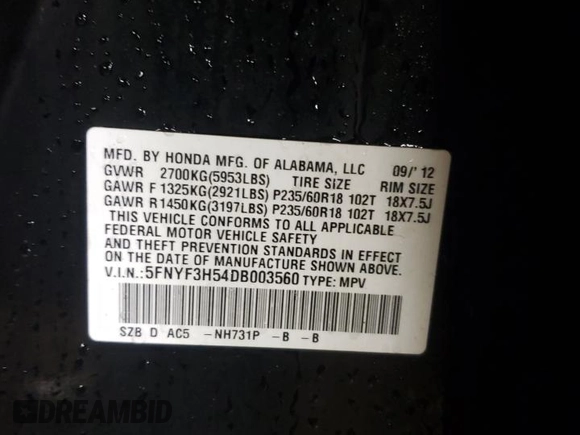 MFD. BY HONDA MFG. OF ALABAMA, LLC 09/' 12
GVWR 2700KG(5953LBS) TIRE SIZE RIM SIZE
GAWR F 1325KG(2921LBS) P235/60R18 102T 18X7.5J
GAWR R 1450KG(3197LBS) P235/60R18 102T 18X7.5J
THIS VEHICLE CONFORMS TO ALL APPLICABLE
FEDERAL MOTOR VEHICLE SAFETY
AND THEFT PREVENTION STANDARDS IN EFFECT
ON THE DATE OF MANUFACTURE SHOWN ABOVE.
V.I.N.:5FNYF3H54DB003560 TYPE: MPV
SZB D AC5 -NH731P -B -B
DREAMBID